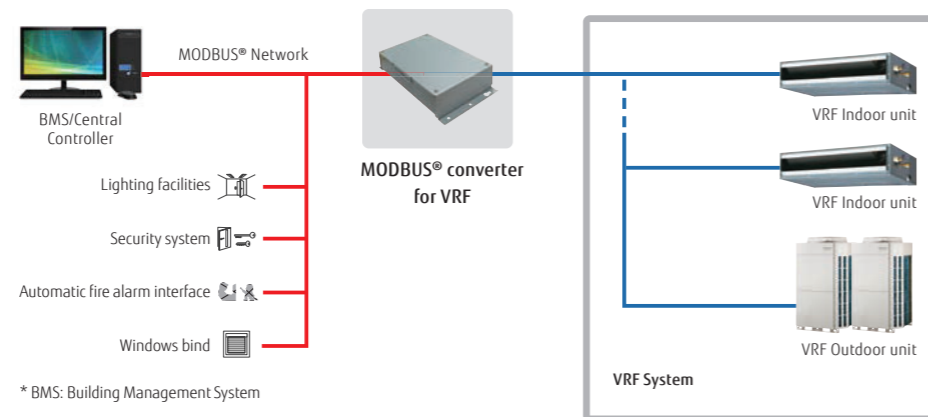 MODBUS® Network
BMS/Central
Controller
MODBUS® converter
for VRF
Lighting facilities
Security system
Automatic fire alarm interface
Windows bind
* BMS: Building Management System
VRF Indoor unit
VRF Indoor unit
VRF Outdoor unit
VRF System